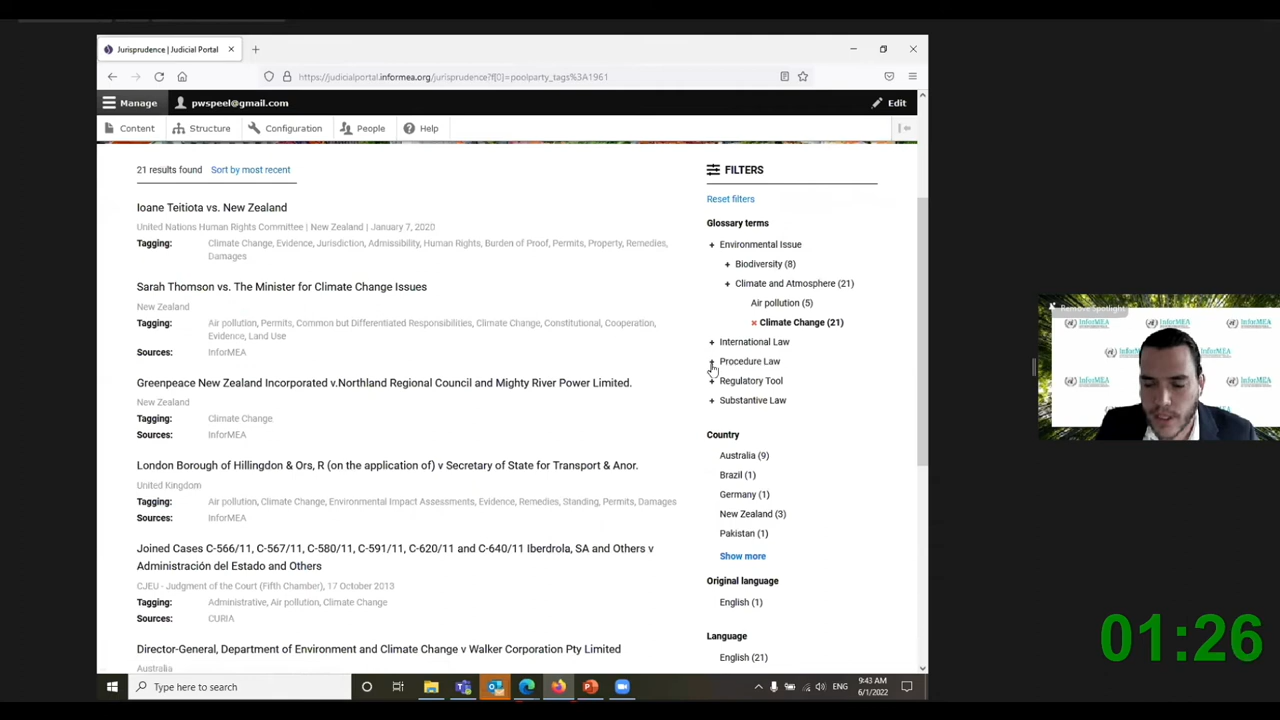 Jurisprudence | Judicial Portal
https://judicialportal.informea.org/jurisprudence?f[0]=poolparty_tags%3A1961
Manage
pwspeel@gmail.com
Edit
Content
Structure
Configuration
People
Help
21 results found
Sort by most recent
Ioane Teitiota vs. New Zealand
United Nations Human Rights Committee | New Zealand | January 7, 2020
Tagging: Climate Change, Evidence, Jurisdiction, Admissibility, Human Rights, Burden of Proof, Permits, Property, Remedies,
Damages
Sarah Thomson vs. The Minister for Climate Change Issues
New Zealand
Tagging: Air pollution, Permits, Common but Differentiated Responsibilities, Climate Change, Constitutional, Cooperation,
Evidence, Land Use
Sources: InforMEA
Greenpeace New Zealand Incorporated v.Northland Regional Council and Mighty River Power Limited.
New Zealand
Tagging: Climate Change
Sources: InforMEA
London Borough of Hillingdon & Ors, R (on the application of) v Secretary of State for Transport & Anor.
United Kingdom
Tagging: Air pollution, Climate Change, Environmental Impact Assessments, Evidence, Remedies, Standing, Permits, Damages
Sources: InforMEA
Joined Cases C-566/11, C-567/11, C-580/11, C-591/11, C-620/11 and C-640/11 Iberdrola, SA and Others v
Administración del Estado and Others
CJEU - Judgment of the Court (Fifth Chamber), 17 October 2013
Tagging: Administrative, Air pollution, Climate Change
Sources: CURIA
Director-General, Department of Environment and Climate Change v Walker Corporation Pty Limited
Australia
FILTERS
Reset filters
Glossary terms
+ Environmental Issue
+ Biodiversity (8)
+ Climate and Atmosphere (21)
Air pollution (5)
Climate Change (21)
+ International Law
+ Procedure Law
+ Regulatory Tool
+ Substantive Law
Country
Australia (9)
Brazil (1)
Germany (1)
New Zealand (3)
Pakistan (1)
Show more
Original language
English (1)
Language
English (21)
Type here to search
ENG
9:43 AM
6/1/2022
Remove Spotlight
InforMEA
InforMEA
InforMEA
InforMEA
InforMEA
01:26